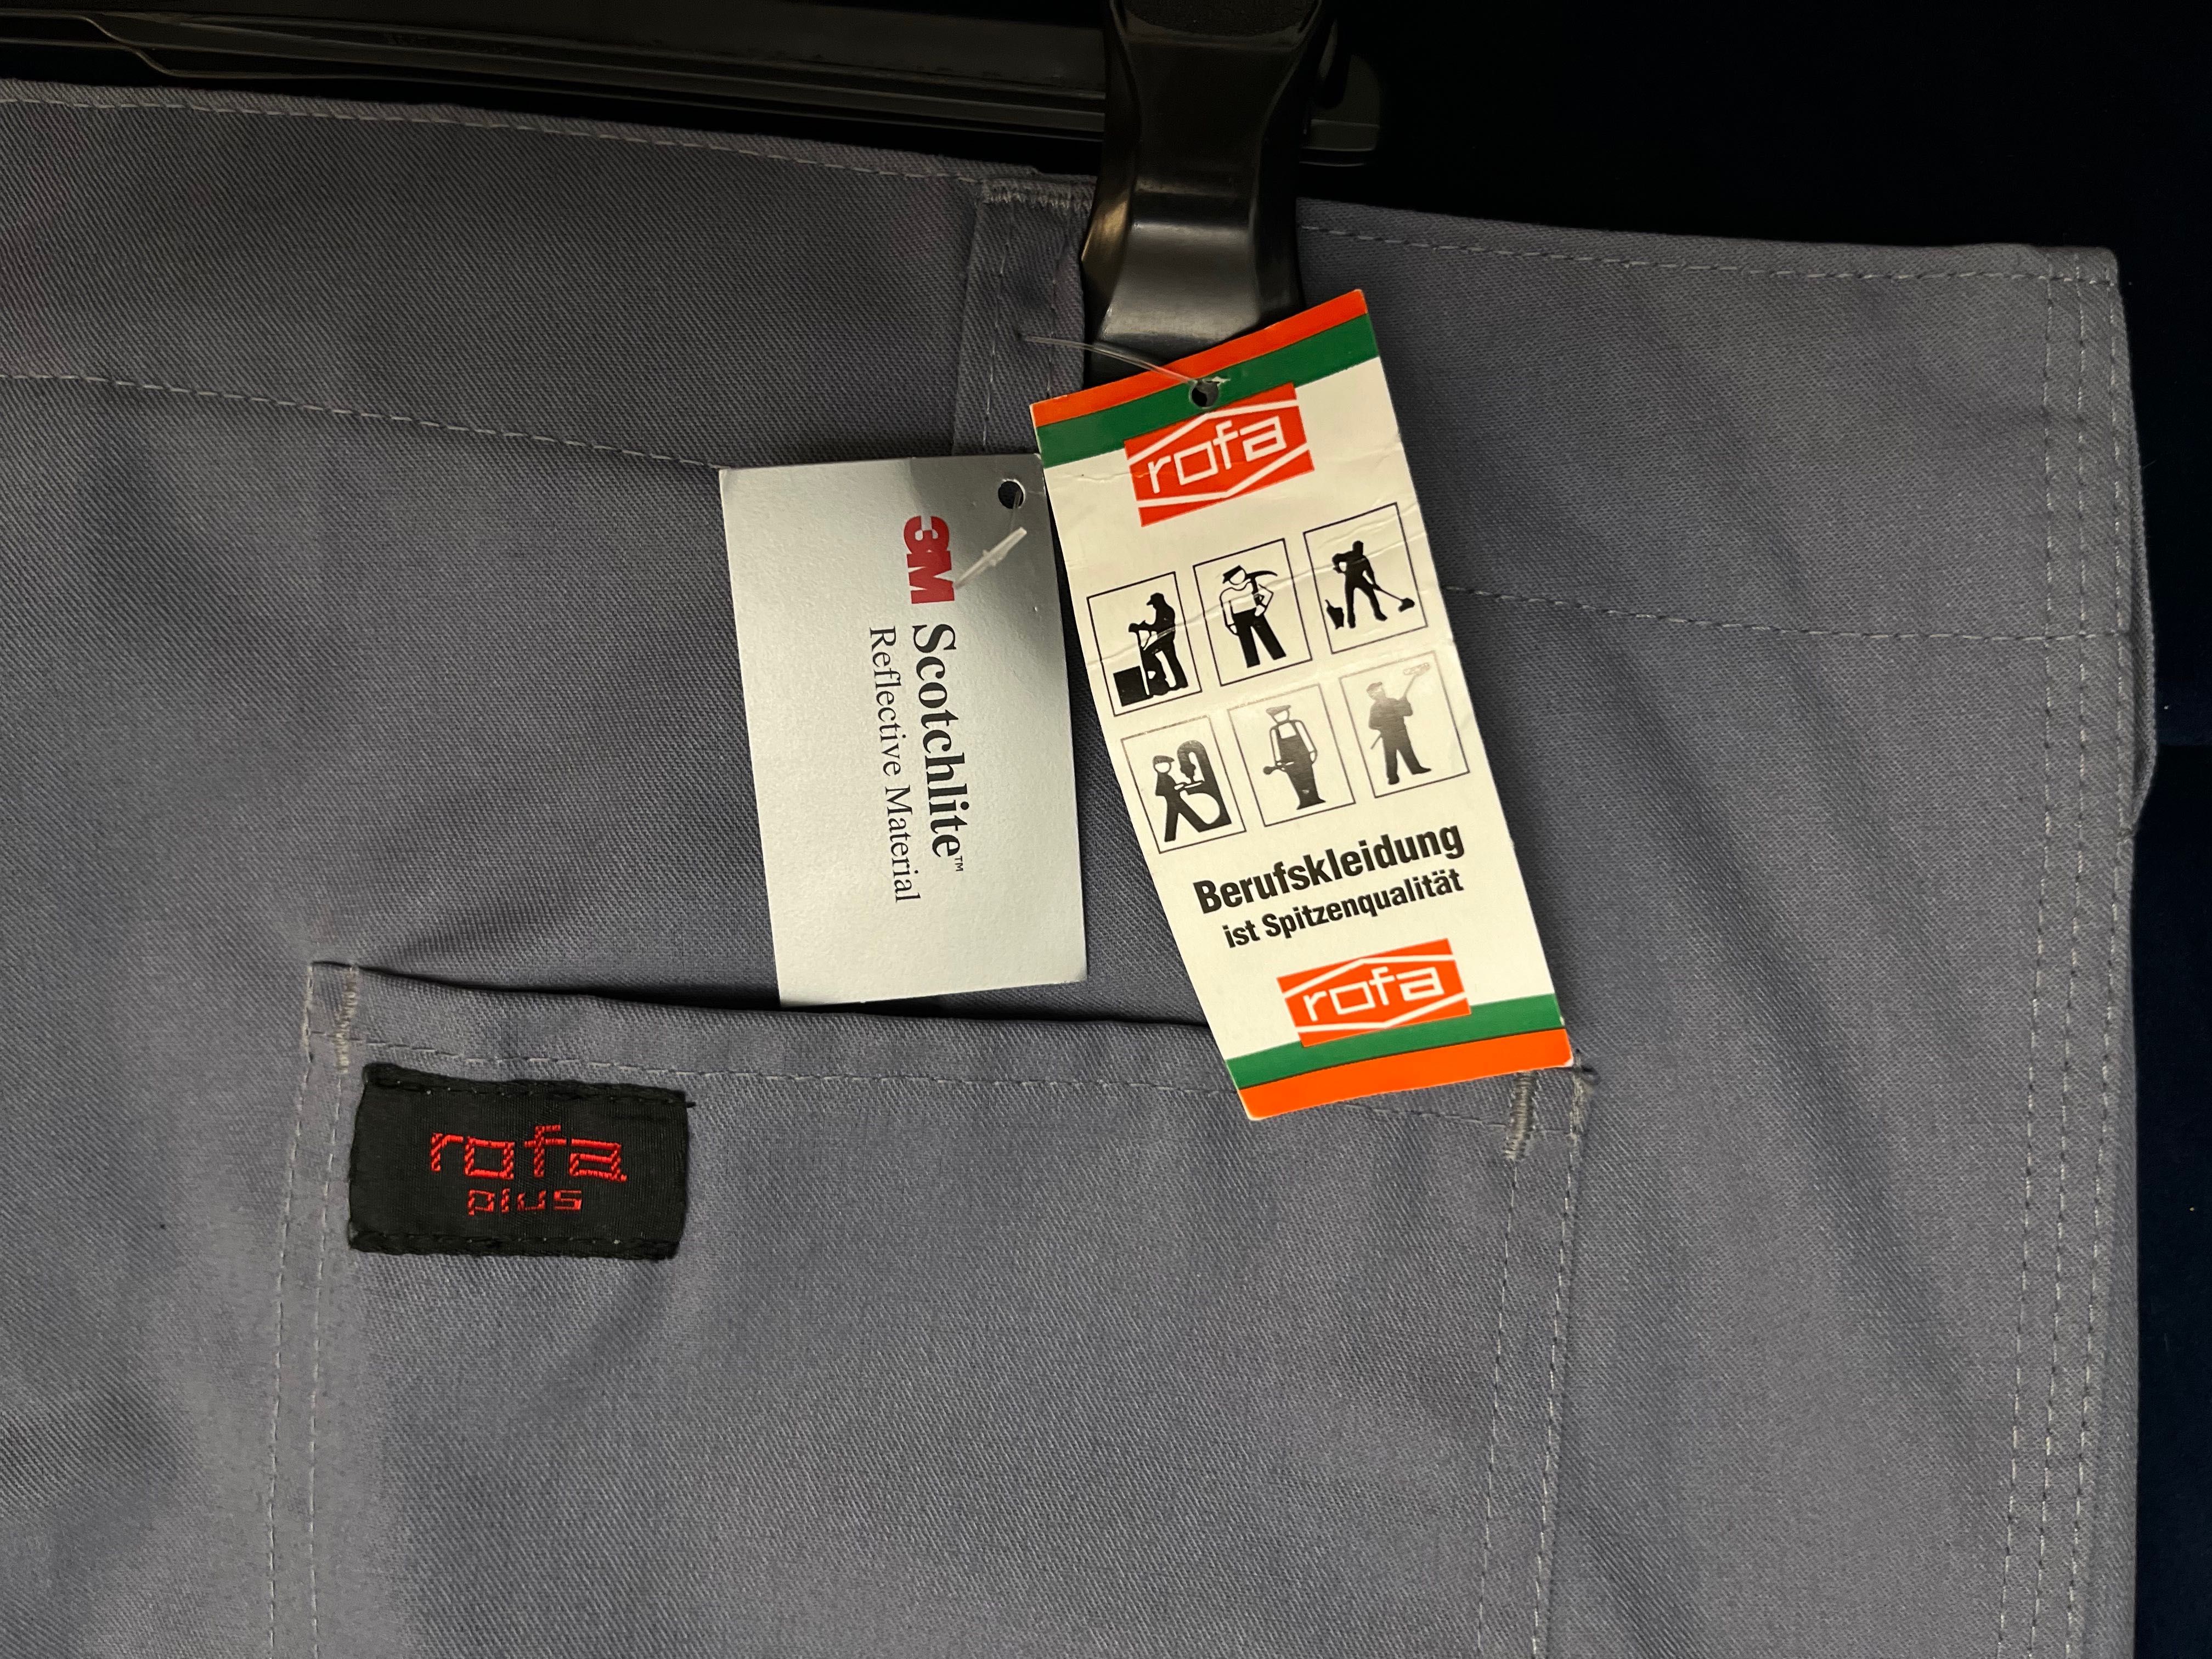 3M Scotchlite™
Reflective Material
rofa
Berufskleidung
ist Spitzenqualität
rofa
rofa
plus